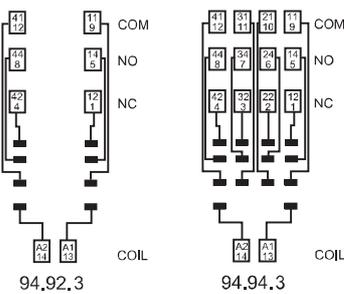 41 11 41 31 21 11
12 9 COM 12 11 10 9 COM
44 14 44 34 24 14
8 5 NO 8 7 6 5 NO
42 12 42 32 22 12
4 1 NC 4 3 2 1 NC
A2 A1 A2 A1
14 13 COIL 14 13 COIL
94.92.3 94.94.3